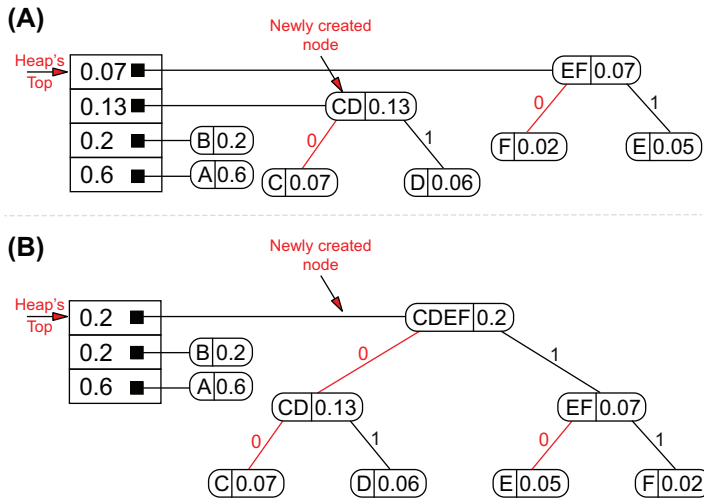 (A)
Newly created
node
Heap's
Top
0.07
EF 0.07
0.13
CD 0.13
0
1
0
1
0.2
B 0.2
F 0.02
E 0.05
0.6
A 0.6
C 0.07
D 0.06
(B)
Newly created
node
Heap's
Top
0.2
CDEF 0.2
0.2
B 0.2
0
1
0.6
A 0.6
CD 0.13
EF 0.07
0
1
0
1
C 0.07
D 0.06
E 0.05
F 0.02